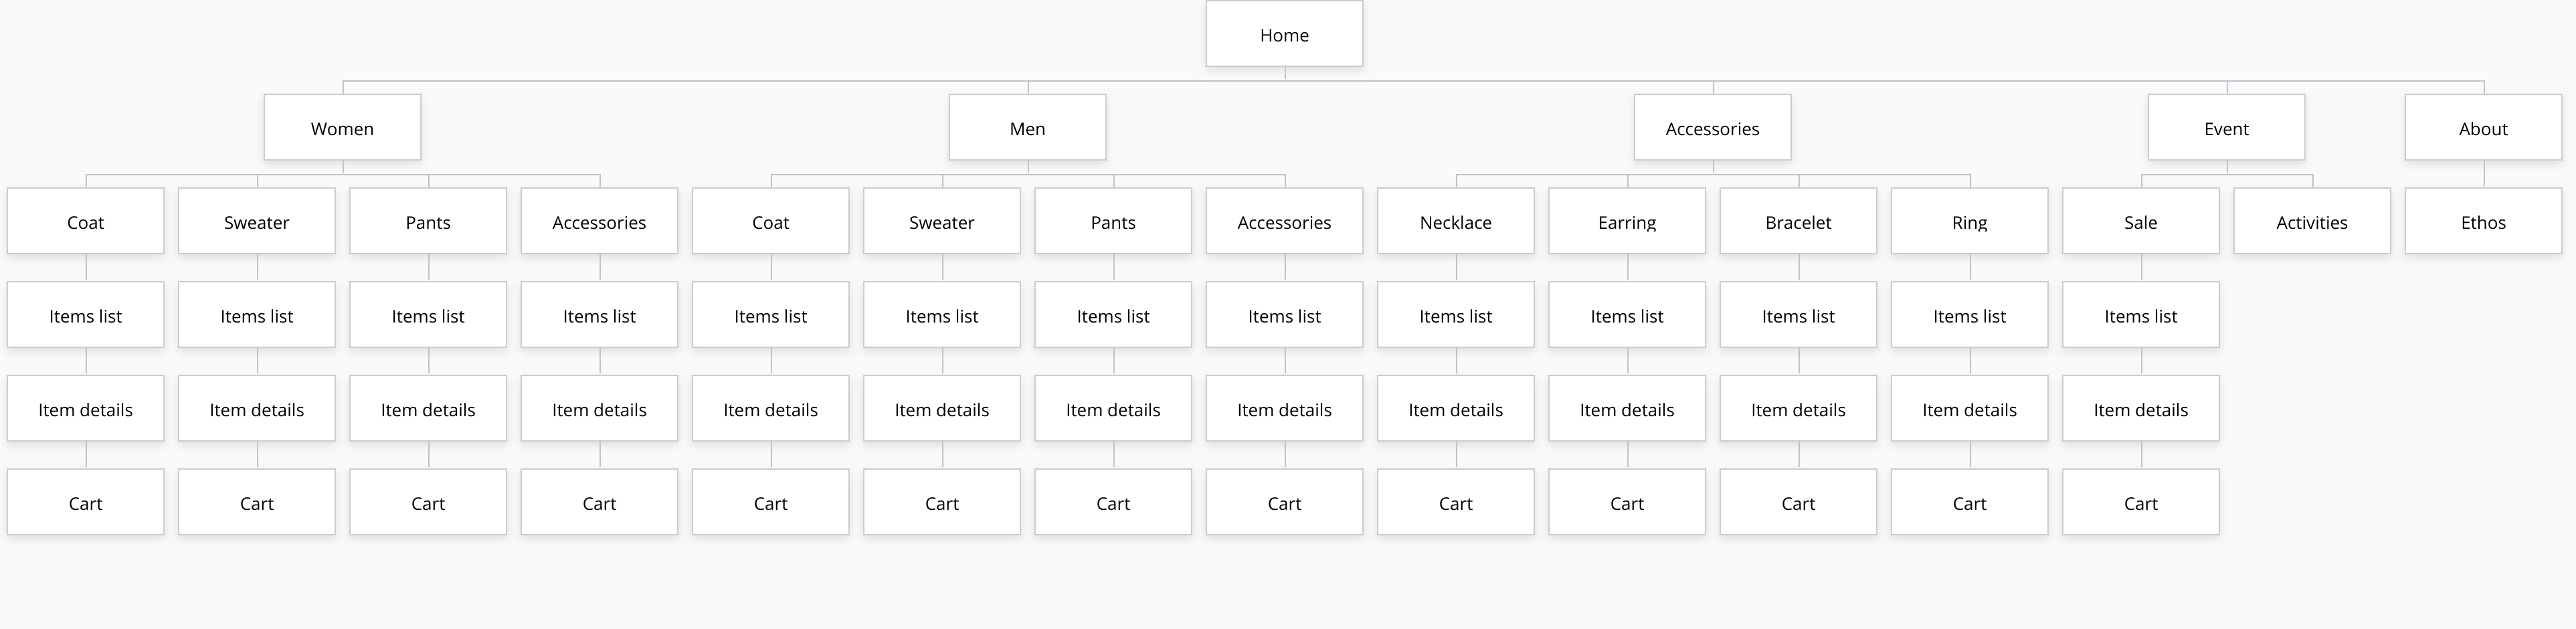 Home
Women
Men
Accessories
Event
About
Coat
Sweater
Pants
Accessories
Coat
Sweater
Pants
Accessories
Necklace
Earring
Bracelet
Ring
Sale
Activities
Ethos
Items list
Items list
Items list
Items list
Items list
Items list
Items list
Items list
Items list
Items list
Items list
Items list
Items list
Item details
Item details
Item details
Item details
Item details
Item details
Item details
Item details
Item details
Item details
Item details
Item details
Item details
Cart
Cart
Cart
Cart
Cart
Cart
Cart
Cart
Cart
Cart
Cart
Cart
Cart